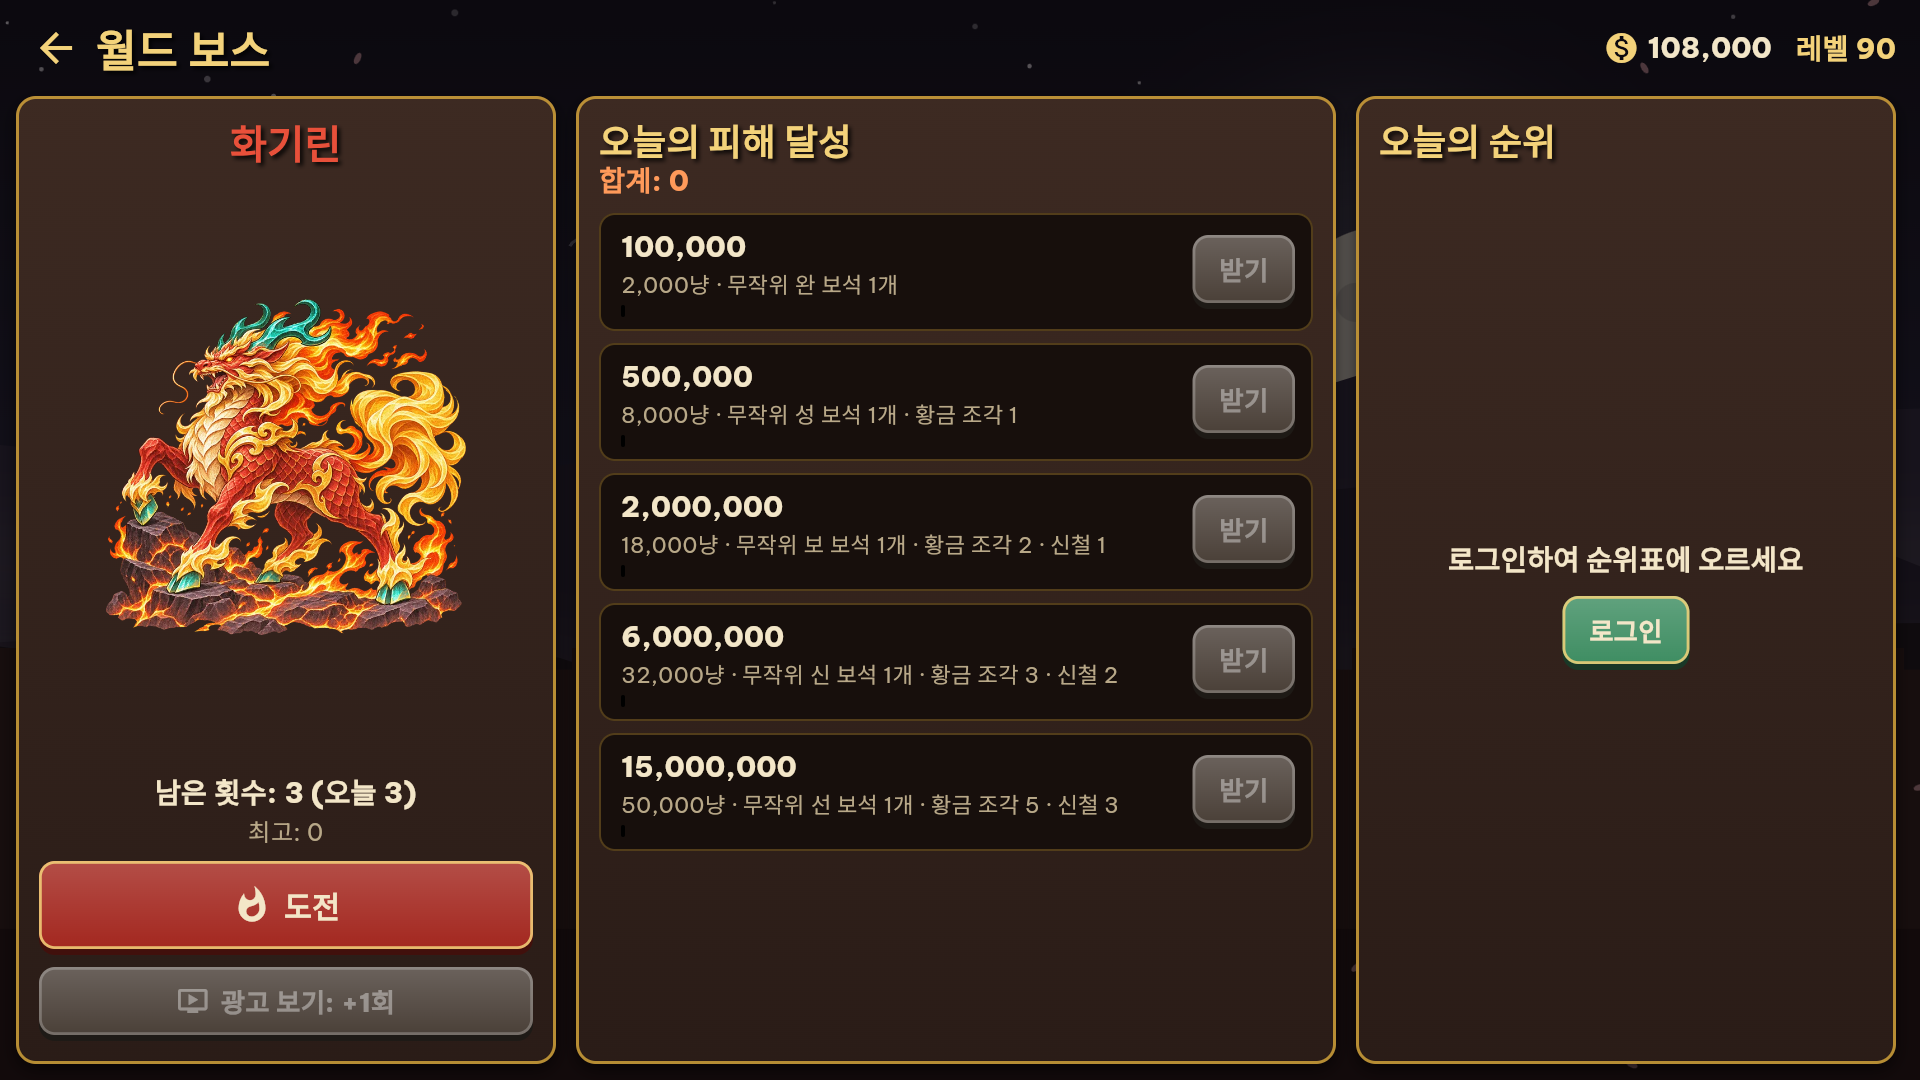 월드 보스
108,000
레벨 90
화기린
남은 횟수: 3 (오늘 3)
최고: 0
도전
광고 보기: +1회
오늘의 피해 달성
합계: 0
100,000
2,000냥 · 무작위 완 보석 1개
받기
500,000
8,000냥 · 무작위 성 보석 1개 · 황금 조각 1
받기
2,000,000
18,000냥 · 무작위 보 보석 1개 · 황금 조각 2 · 신철 1
받기
6,000,000
32,000냥 · 무작위 신 보석 1개 · 황금 조각 3 · 신철 2
받기
15,000,000
50,000냥 · 무작위 선 보석 1개 · 황금 조각 5 · 신철 3
받기
오늘의 순위
로그인하여 순위표에 오르세요
로그인